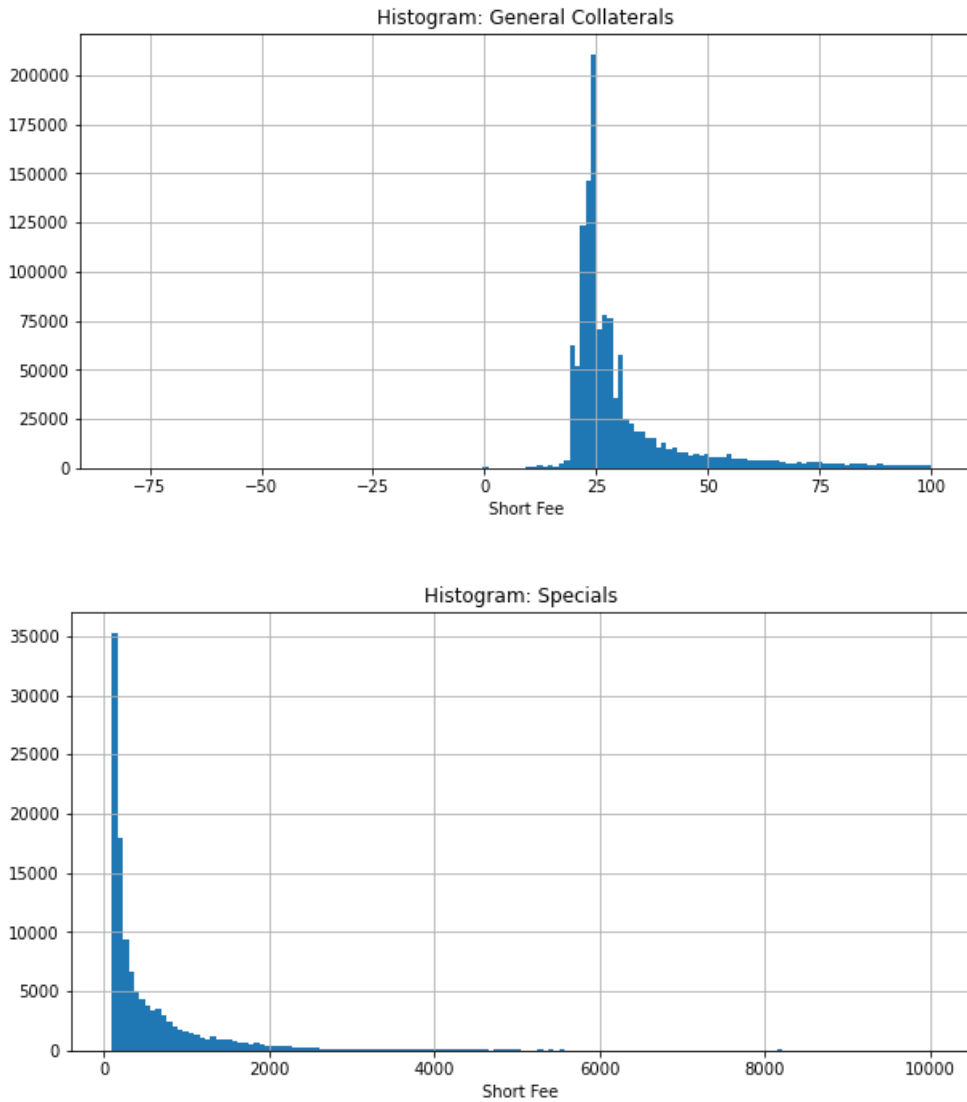 Histogram: General Collaterals
200000
175000
150000
125000
100000
75000
50000
25000
0
−75 −50 −25 0 25 50 75 100
Short Fee
Histogram: Specials
35000
30000
25000
20000
15000
10000
5000
0
0 2000 4000 6000 8000 10000
Short Fee